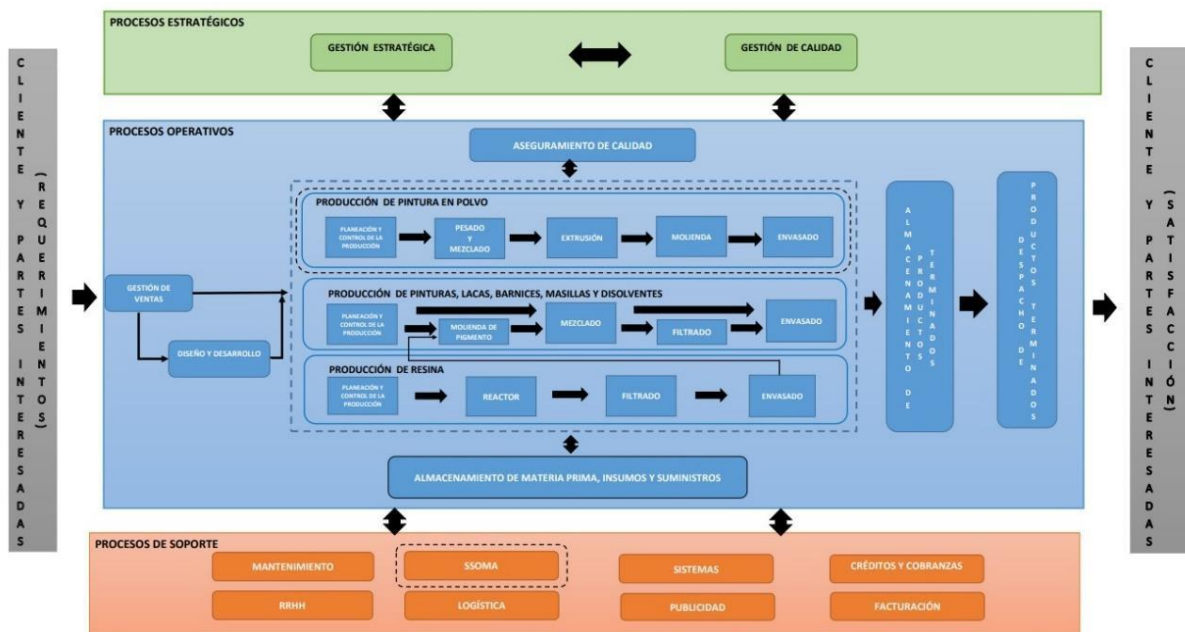 PROCESOS ESTRATÉGICOS
GESTIÓN ESTRATÉGICA
GESTIÓN DE CALIDAD
CLIENTE Y PARTES INTERESADAS
(REQUERIMIENTOS)
PROCESOS OPERATIVOS
ASEGURAMIENTO DE CALIDAD
PRODUCCIÓN DE PINTURA EN POLVO
PLANEACIÓN Y
CONTROL DE LA
PRODUCCIÓN
PESADO
Y
MEZCLADO
EXTRUSIÓN
MOLIENDA
ENVASADO
GESTIÓN DE
VENTAS
DISEÑO Y DESARROLLO
PRODUCCIÓN DE PINTURAS, LACAS, BARNICES, MASILLAS Y DISOLVENTES
PLANEACIÓN Y
CONTROL DE LA
PRODUCCIÓN
MOLIENDA DE
PIGMENTO
MEZCLADO
FILTRADO
ENVASADO
PRODUCCIÓN DE RESINA
PLANEACIÓN Y
CONTROL DE LA
PRODUCCIÓN
REACTOR
FILTRADO
ENVASADO
ALMACENAMIENTO DE
PRODUCTOS
TERMINADOS
DESPACHO DE
PRODUCTOS TERMINADOS
ALMACENAMIENTO DE MATERIA PRIMA, INSUMOS Y SUMINISTROS
CLIENTE Y PARTES INTERESADAS
(SATISFACCIÓN)
PROCESOS DE SOPORTE
MANTENIMIENTO
SSOMA
SISTEMAS
CRÉDITOS Y COBRANZAS
RRHH
LOGÍSTICA
PUBLICIDAD
FACTURACIÓN